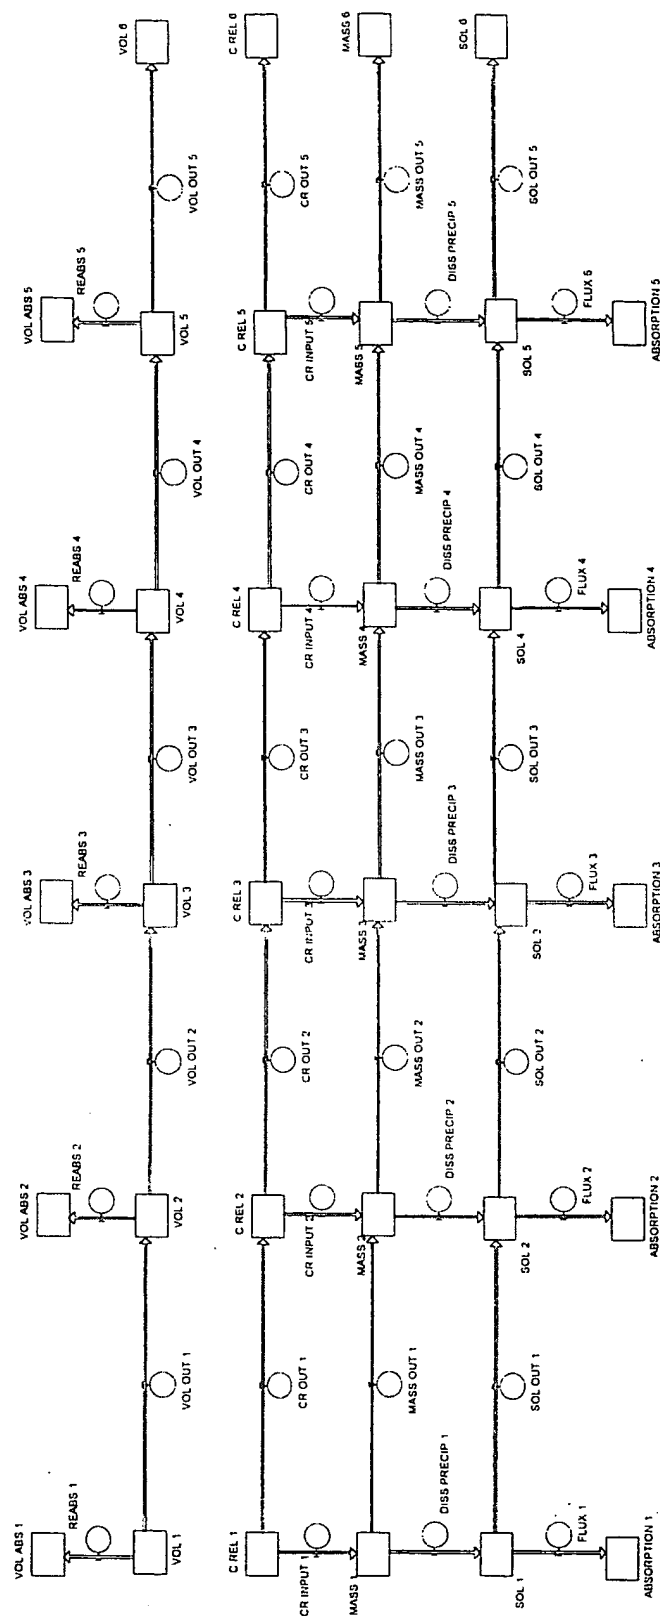 VOL ABS 1
VOL ABS 2
VOL ABS 3
VOL ABS 4
VOL ABS 5
REABS 1
REABS 2
REABS 3
REABS 4
REABS 5
VOL 6
VOL 1
VOL 2
VOL 3
VOL 4
VOL 5
VOL OUT 1
VOL OUT 2
VOL OUT 3
VOL OUT 4
VOL OUT 5
C REL 1
C REL 2
C REL 3
C REL 4
C REL 5
C REL 6
CR OUT 1
CR OUT 2
CR OUT 3
CR OUT 4
CR OUT 5
CR INPUT 1
CR INPUT
CR INPUT
CR INPUT 4
CR INPUT 5
MASS 6
MASS 1
MASS
MASS 3
MASS 4
MASS 5
MASS OUT 1
MASS OUT 2
MASS OUT 3
MASS OUT 4
MASS OUT 5
DISS PRECIP 1
DISS PRECIP 2
DISS PRECIP 3
DISS PRECIP 4
DISS PRECIP 5
SOL 6
SOL 1
SOL 2
SOL 3
SOL 4
SOL 5
SOL OUT 1
SOL OUT 2
SOL OUT 3
SOL OUT 4
SOL OUT 5
FLUX 1
FLUX 2
FLUX 3
FLUX 4
FLUX 5
ABSORPTION 1
ABSORPTION 2
ABSORPTION 3
ABSORPTION 4
ABSORPTION 5